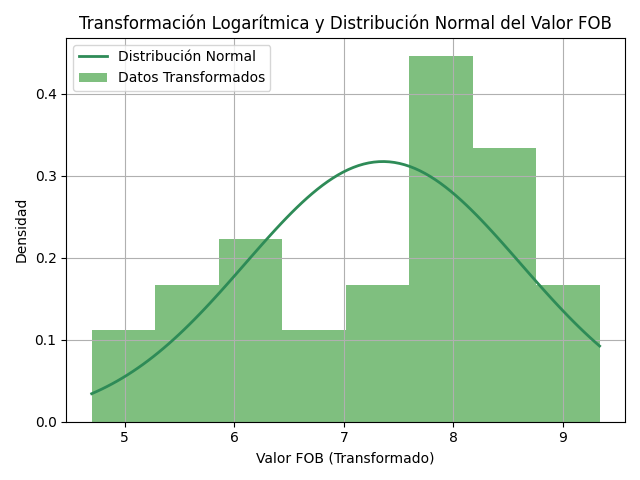 Transformación Logarítmica y Distribución Normal del Valor FOB
Distribución Normal
Datos Transformados
Densidad
0.4
0.3
0.2
0.1
0.0
5 6 7 8 9
Valor FOB (Transformado)